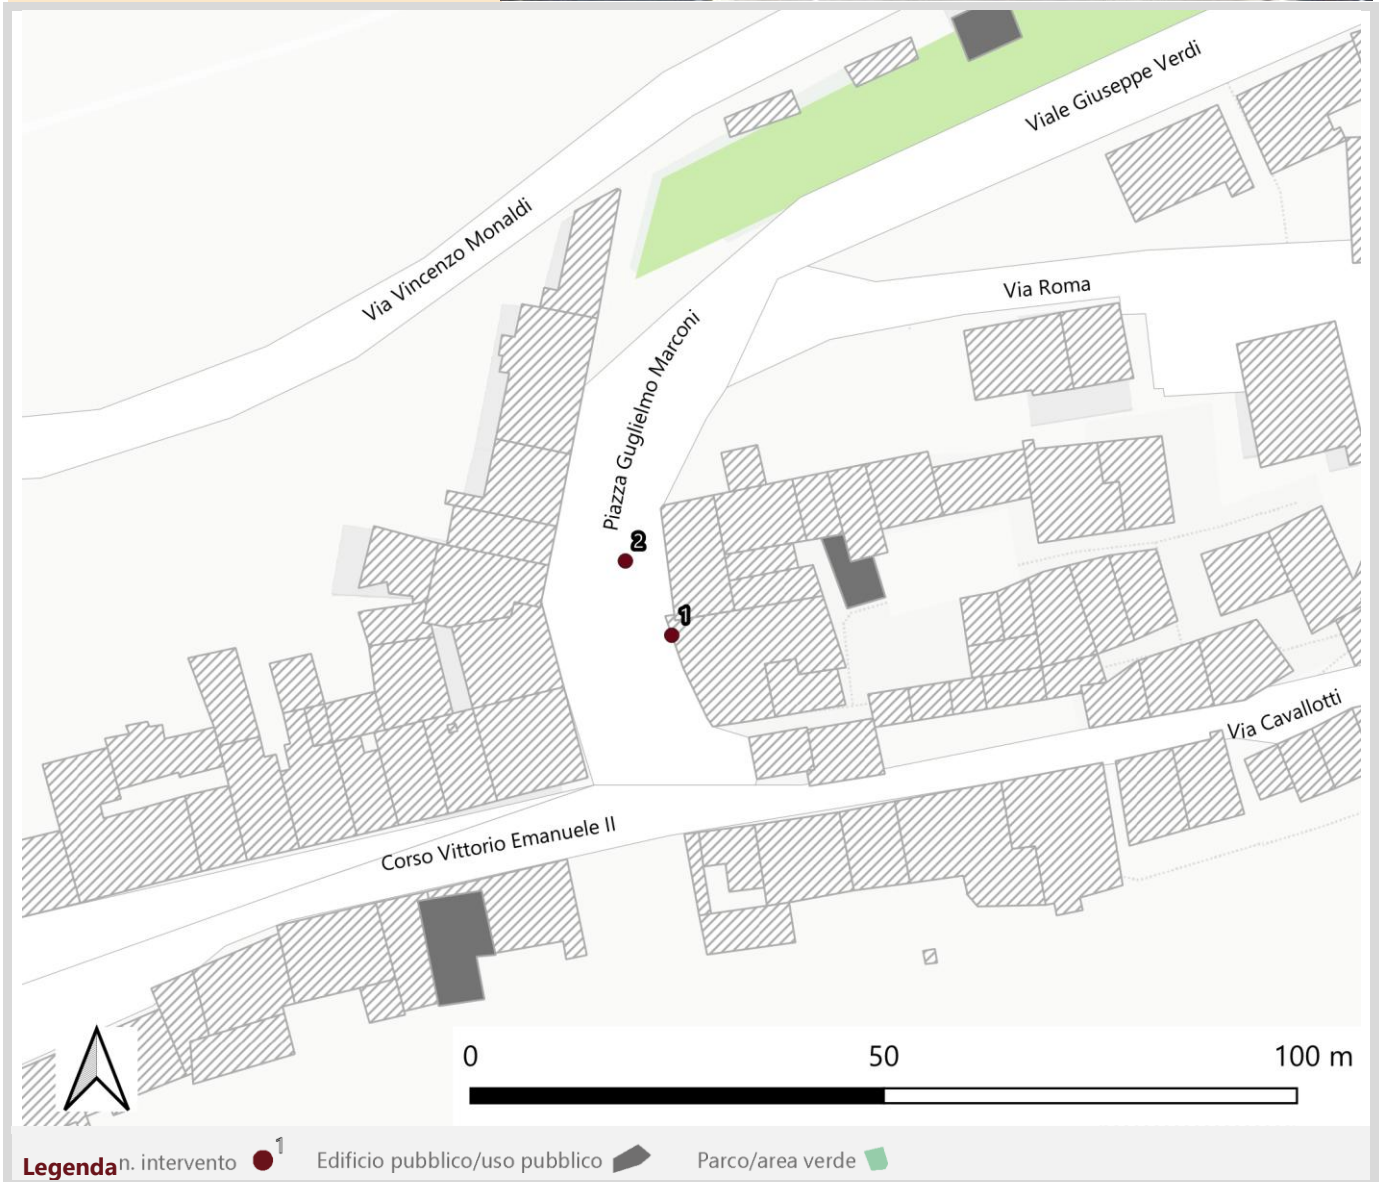 Viale Giuseppe Verdi
Via Vincenzo Monaldi
Via Roma
Piazza Guglielmo Marconi
2
1
Via Cavallotti
Corso Vittorio Emanuele II
0 50 100 m
Legenda n. intervento 1 Edificio pubblico/uso pubblico Parco/area verde